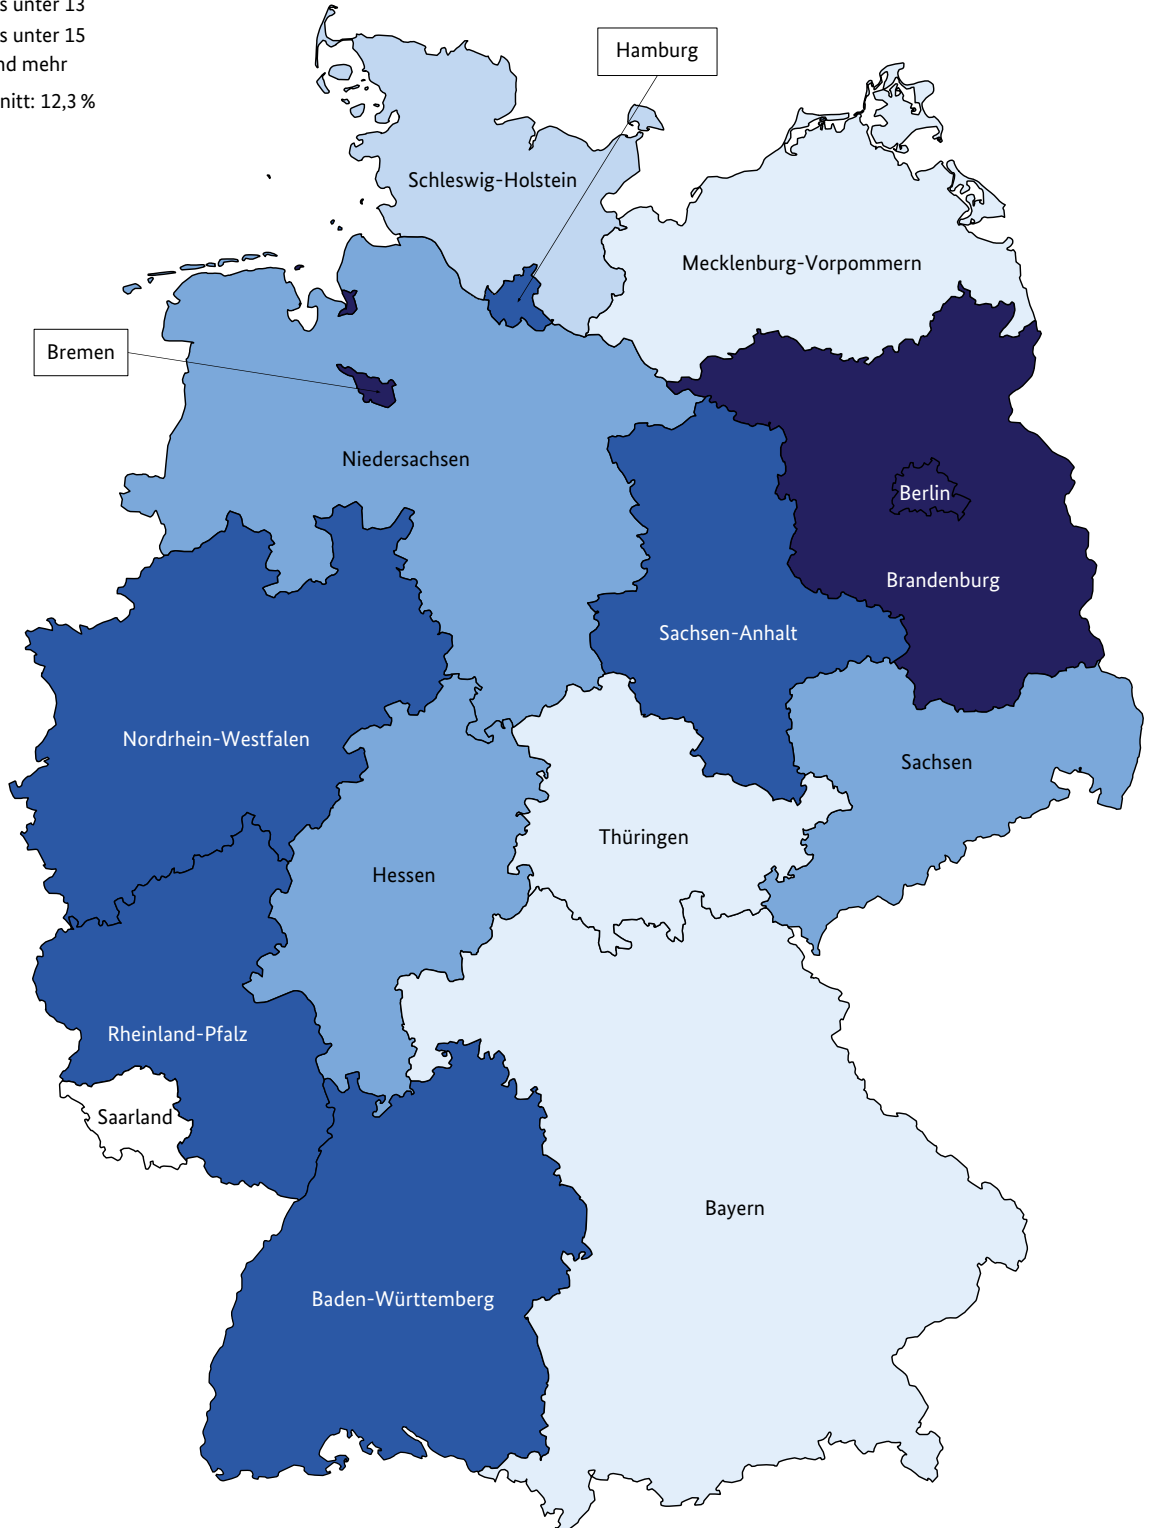 s unter 13
s unter 15
nd mehr
nitt: 12,3 %
Hamburg
Schleswig-Holstein
Mecklenburg-Vorpommern
Bremen
Niedersachsen
Berlin
Brandenburg
Sachsen-Anhalt
Nordrhein-Westfalen
Sachsen
Thüringen
Hessen
Rheinland-Pfalz
Saarland
Bayern
Baden-Württemberg